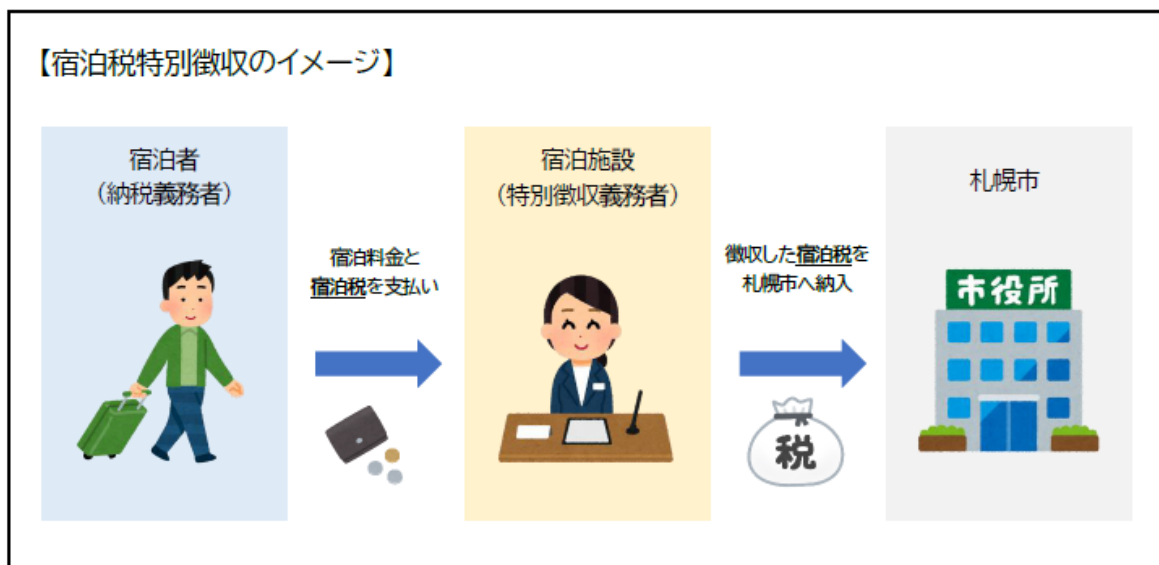 【宿泊税特別徴収のイメージ】
宿泊者
（納税義務者）
宿泊料金と
宿泊税を支払い
宿泊施設
（特別徴収義務者）
徴収した宿泊税を
札幌市へ納入
税
札幌市
市役所